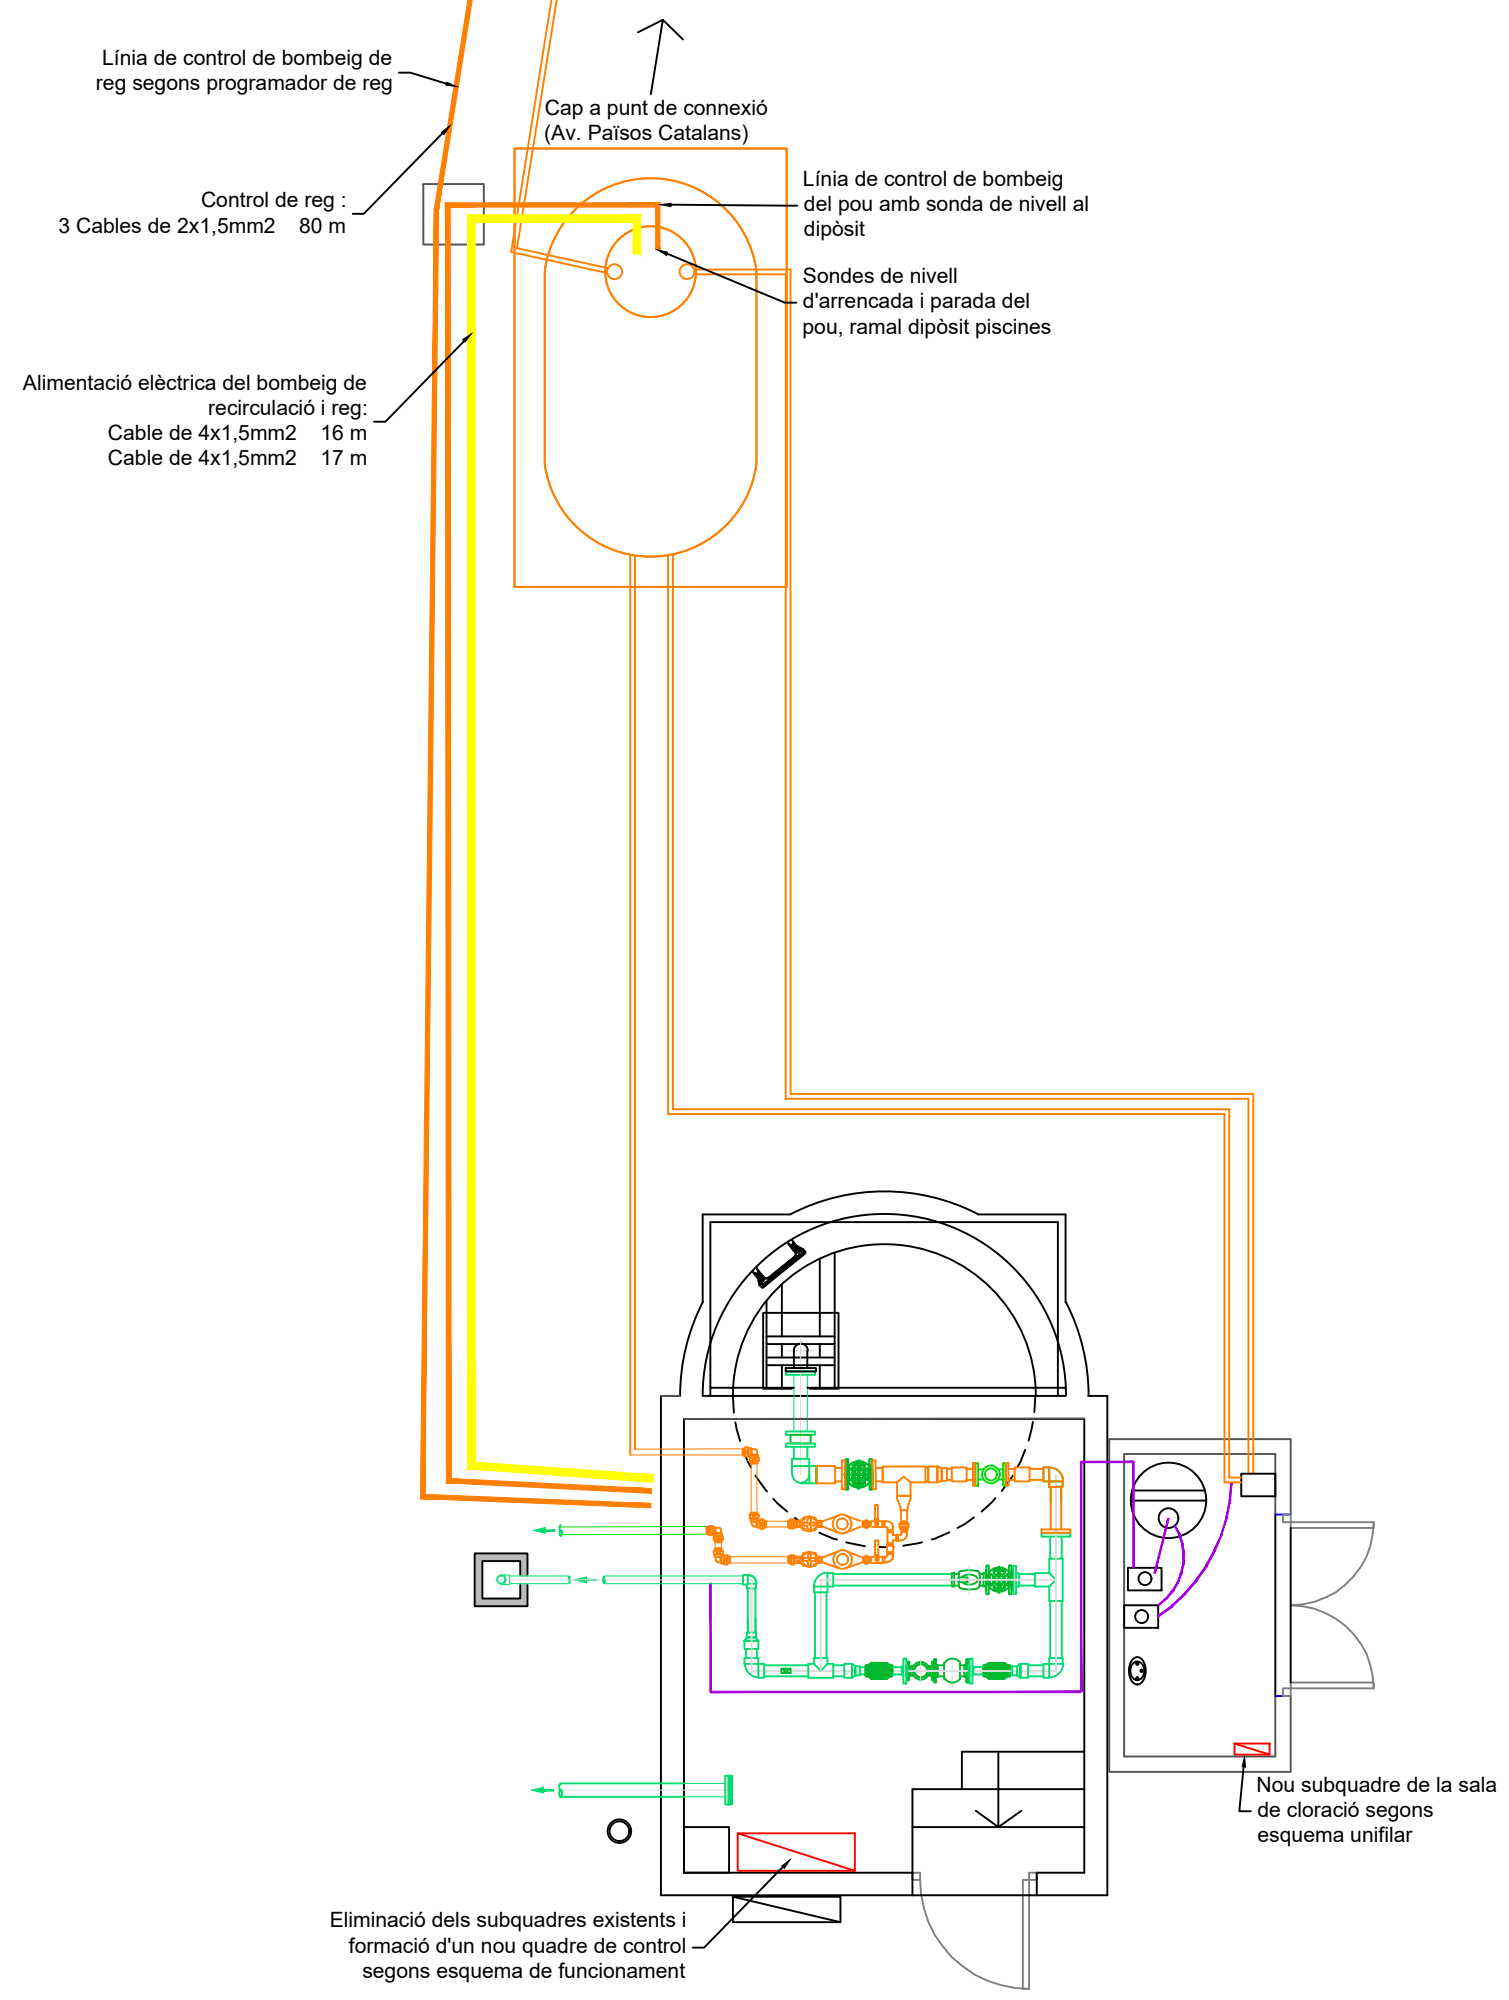 Línia de control de bombeig de
reg segons programador de reg
Cap a punt de connexió
(Av. Països Catalans)
Control de reg :
3 Cables de 2x1,5mm2    80 m
Línia de control de bombeig
del pou amb sonda de nivell al
dipòsit
Sondes de nivell
d'arrencada i parada del
pou, ramal dipòsit piscines
Alimentació elèctrica del bombeig de
recirculació i reg:
Cable de 4x1,5mm2    16 m
Cable de 4x1,5mm2    17 m
Nou subquadre de la sala
de cloració segons
esquema unifilar
Eliminació dels subquadres existents i
formació d'un nou quadre de control
segons esquema de funcionament